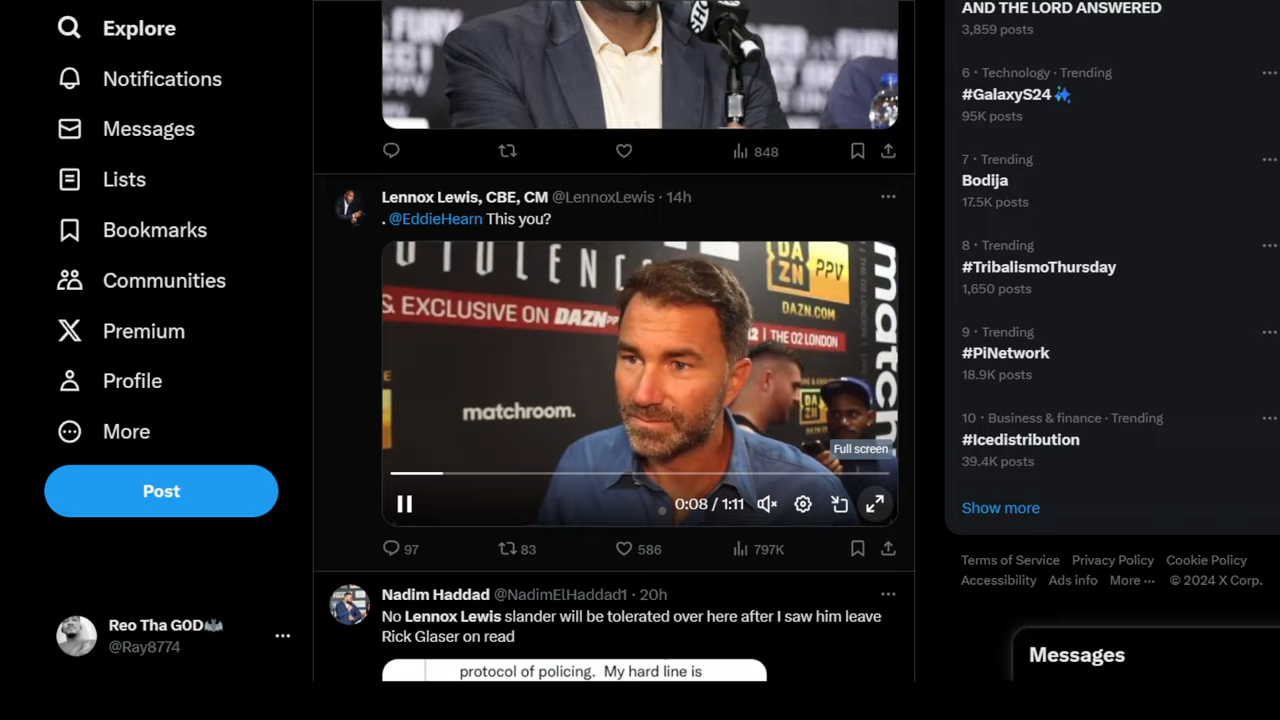 Explore
Notifications
Messages
Lists
Bookmarks
Communities
Premium
Profile
More
Post
Reo Tha G0D🦇
@Ray8774
848
Lennox Lewis, CBE, CM @LennoxLewis · 14h
. @EddieHearn This you?
& EXCLUSIVE ON DAZN
DA
ZN PPV
DAZN.COM
THE O2 LONDON
matchroom.
match
Full screen
0:08 / 1:11
97
83
586
797K
Nadim Haddad @NadimElHaddad1 · 20h
No Lennox Lewis slander will be tolerated over here after I saw him leave
Rick Glaser on read
protocol of policing. My hard line is
AND THE LORD ANSWERED
3,859 posts
6 · Technology · Trending
#GalaxyS24
95K posts
7 · Trending
Bodija
17.5K posts
8 · Trending
#TribalismoThursday
1,650 posts
9 · Trending
#PiNetwork
18.9K posts
10 · Business & finance · Trending
#Icedistribution
39.4K posts
Show more
Terms of Service Privacy Policy Cookie Policy
Accessibility Ads info More ··· © 2024 X Corp.
Messages